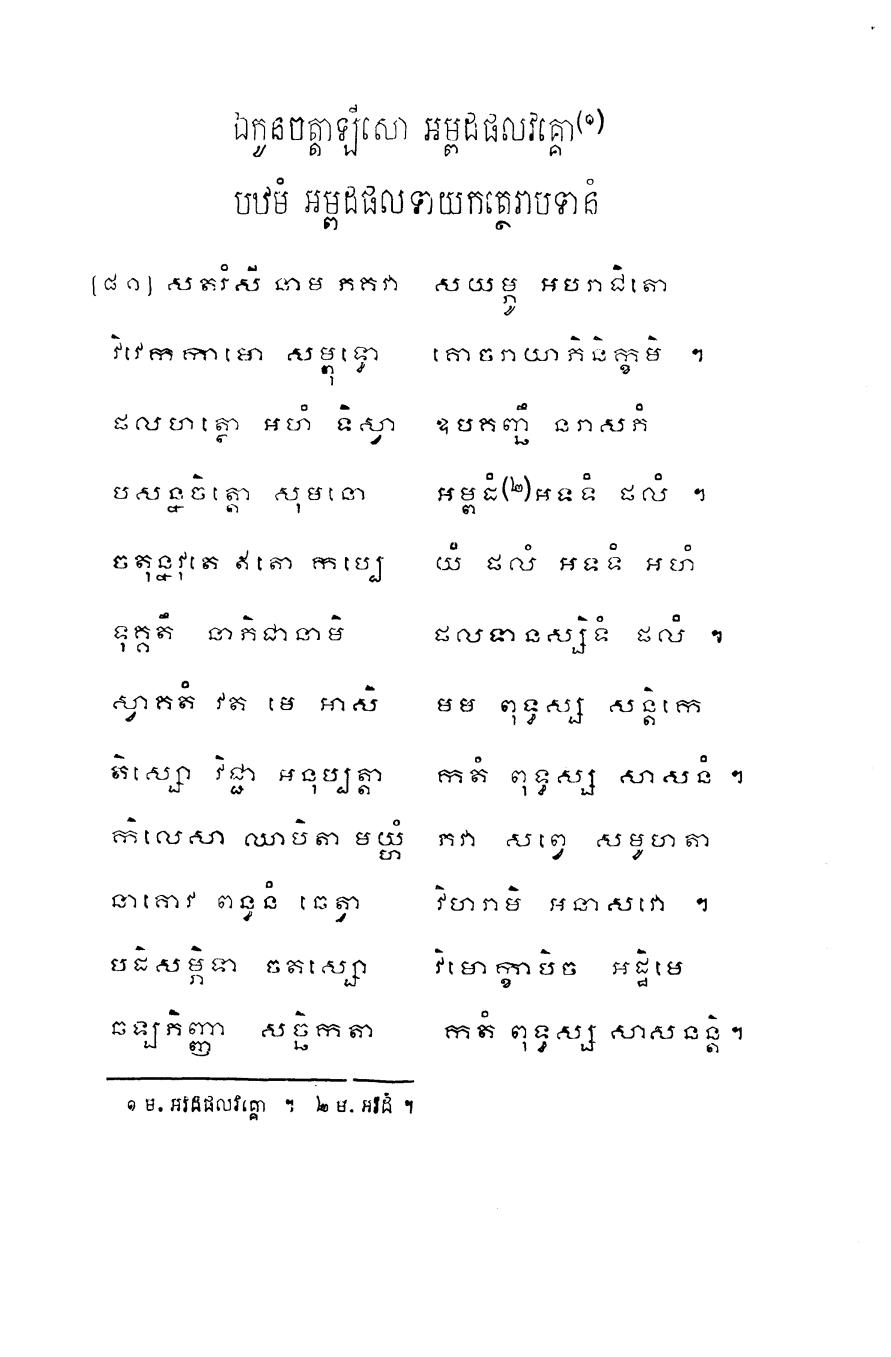 ឯកូនចត្តាឡីសោ អម្ពដផលវគ្គោ(១)
បឋមំ អម្ពដផលទាយកត្ថេរាបទានំ
[៨១] សតរំសី នាម ភគវា សយម្ភូ អបរាជិតោ
វិវេកកាមោ សម្ពុទ្ធោ គោចរាយាភិនិក្ខមិ ។
ផលហត្ថោ អហំ ទិស្វា ឧបគញ្ឆឹ នរាសភំ
បសន្នចិត្តោ សុមនោ អម្ពដំ(២)អទទំ ផលំ ។
ចតុន្នវុតេ ឥតោ កប្បេ យំ ផលំ អទទំ អហំ
ទុគ្គតឹ នាភិជានាមិ ផលទានស្សិទំ ផលំ ។
ស្វាគតំ វត មេ អាសិ មម ពុទ្ធស្ស សន្តិកេ
តិស្សោ វិជ្ជា អនុប្បត្តា កតំ ពុទ្ធស្ស សាសនំ ។
កិលេសា ឈាបិតា មយ្ហំ ភវា សព្វេ សមូហតា
នាគោវ ពន្ធនំ ឆេត្វា វិហរាមិ អនាសវោ ។
បដិសម្ភិទា ចតស្សោ វិមោក្ខាបិច អដ្ឋិមេ
ឆឡភិញ្ញា សច្ឆិកតា កតំ ពុទ្ធស្ស សាសនន្តិ។
១ ម. អវដផលវគ្គោ ។ ២ ម. អវដំ ។